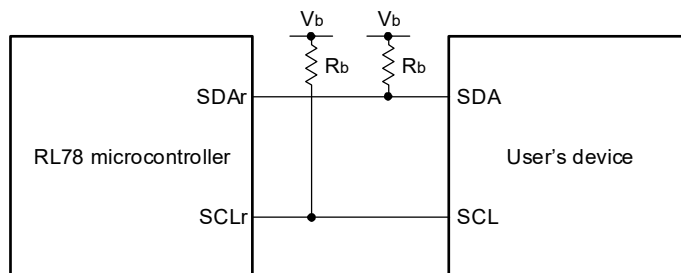 Vb Vb
Rb Rb
SDAr SDA
RL78 microcontroller User's device
SCLr SCL